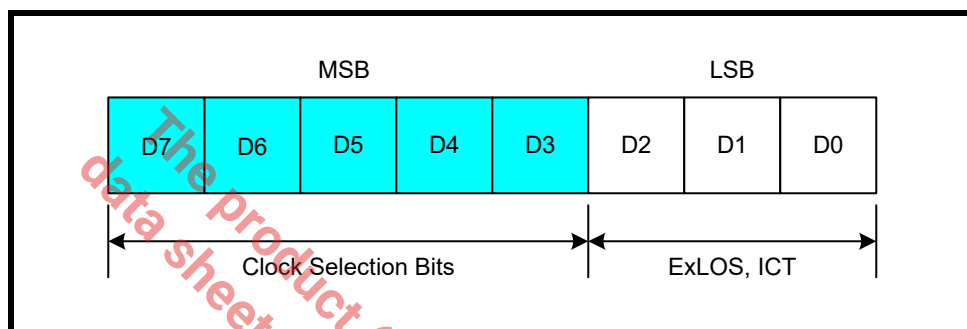 MSB LSB
D7 D6 D5 D4 D3 D2 D1 D0
Clock Selection Bits ExLOS, ICT
The product
data sheet